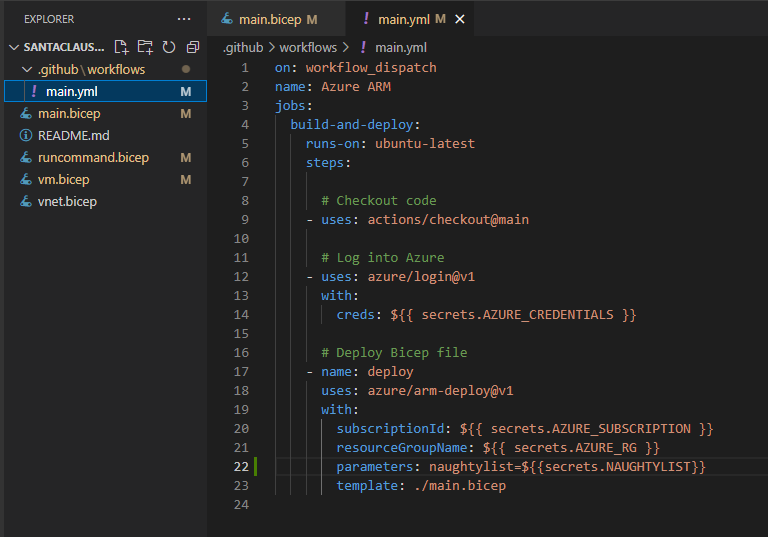 EXPLORER
SANTACLAUS...
.github\workflows
! main.yml M
main.bicep M
README.md
runcommand.bicep M
vm.bicep M
vnet.bicep
main.bicep M
! main.yml M
.github > workflows > ! main.yml
1 on: workflow_dispatch
2 name: Azure ARM
3 jobs:
4 build-and-deploy:
5 runs-on: ubuntu-latest
6 steps:
7
8 # Checkout code
9 - uses: actions/checkout@main
10
11 # Log into Azure
12 - uses: azure/login@v1
13 with:
14 creds: ${{ secrets.AZURE_CREDENTIALS }}
15
16 # Deploy Bicep file
17 - name: deploy
18 uses: azure/arm-deploy@v1
19 with:
20 subscriptionId: ${{ secrets.AZURE_SUBSCRIPTION }}
21 resourceGroupName: ${{ secrets.AZURE_RG }}
22 parameters: naughtylist=${{secrets.NAUGHTYLIST}}
23 template: ./main.bicep
24